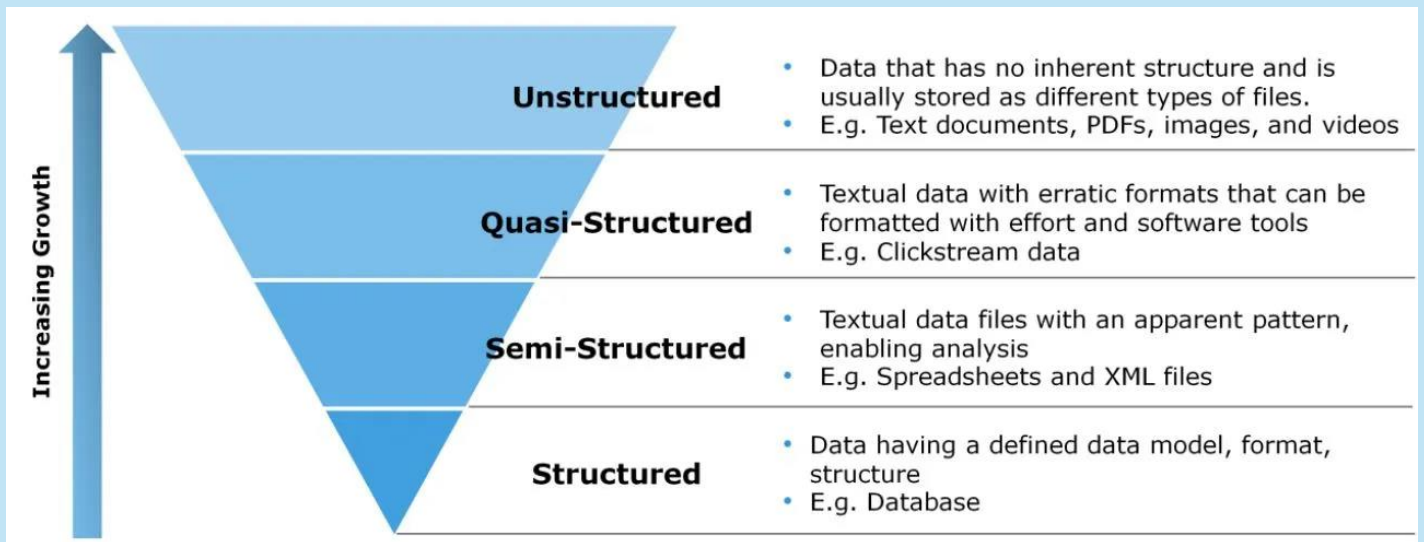 Increasing Growth
Unstructured
• Data that has no inherent structure and is
usually stored as different types of files.
• E.g. Text documents, PDFs, images, and videos
Quasi-Structured
• Textual data with erratic formats that can be
formatted with effort and software tools
• E.g. Clickstream data
Semi-Structured
• Textual data files with an apparent pattern,
enabling analysis
• E.g. Spreadsheets and XML files
Structured
• Data having a defined data model, format,
structure
• E.g. Database